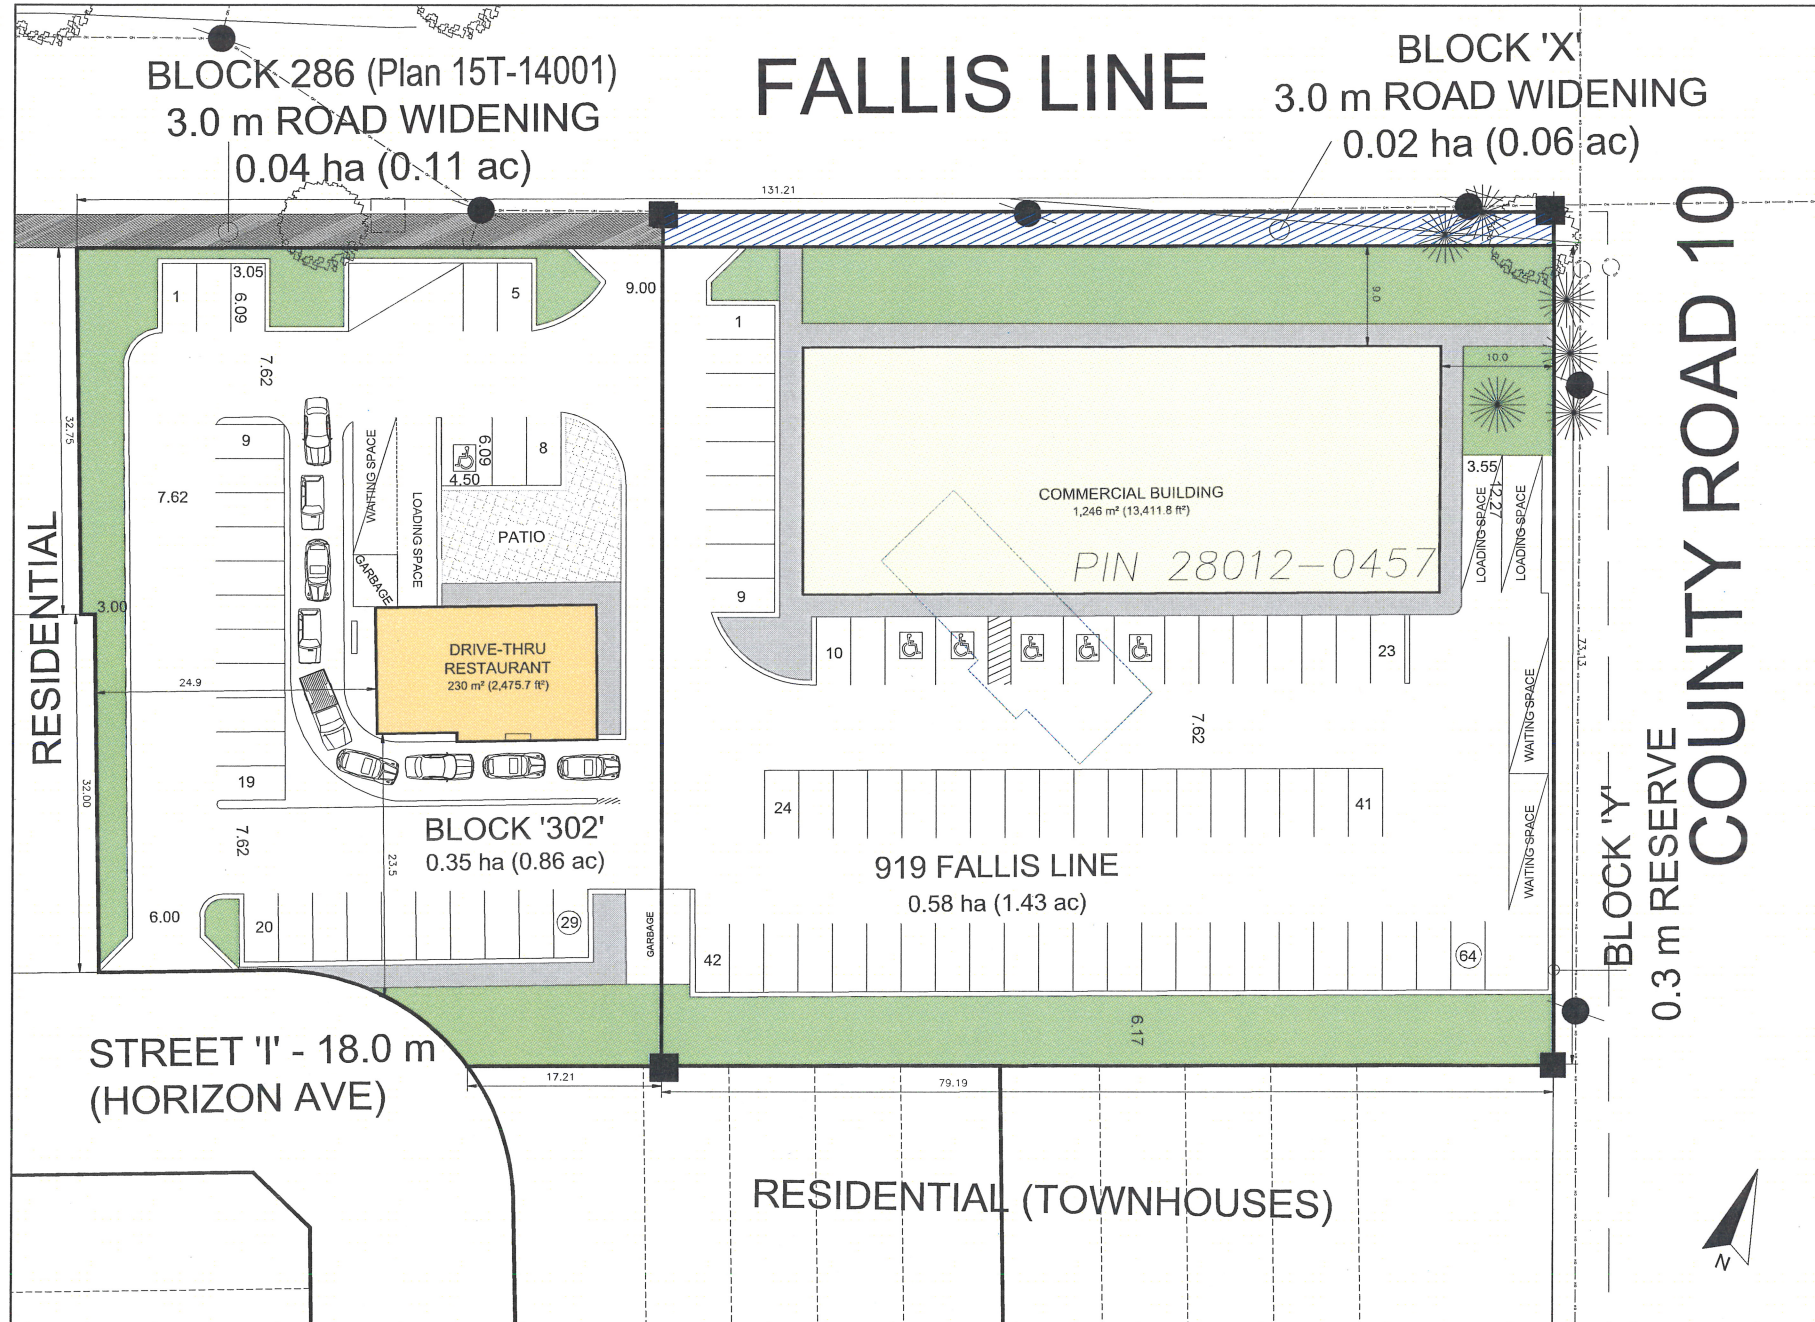 BLOCK 286 (Plan 15T-14001)
3.0 m ROAD WIDENING
0.04 ha (0.11 ac)
FALLIS LINE
BLOCK 'X'
3.0 m ROAD WIDENING
0.02 ha (0.06 ac)
131.21
COUNTY ROAD 10
BLOCK 'Y'
0.3 m RESERVE
RESIDENTIAL
32.75
32.00
3.00
1
3.05
6.09
5
9.00
7.62
9
7.62
WAITING SPACE
LOADING SPACE
GARBAGE
6.09
4.50
8
PATIO
DRIVE-THRU
RESTAURANT
230 m² (2,475.7 ft²)
24.9
19
7.62
23.5
BLOCK '302'
0.35 ha (0.86 ac)
6.00
20
29
GARBAGE
1
9
9.0
10.0
COMMERCIAL BUILDING
1,246 m² (13,411.8 ft²)
PIN 28012-0457
3.55
12.27
LOADING SPACE
LOADING SPACE
10
23
7.62
WAITING SPACE
WAITING SPACE
73.13
24
41
919 FALLIS LINE
0.58 ha (1.43 ac)
42
64
6.17
STREET 'I' - 18.0 m
(HORIZON AVE)
17.21
79.19
RESIDENTIAL (TOWNHOUSES)
N